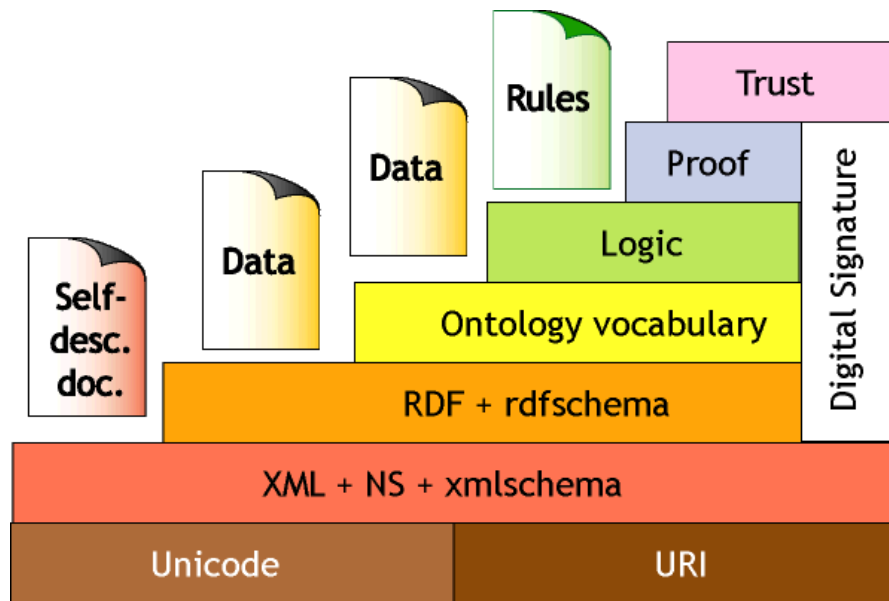 Trust
Rules
Proof
Data
Logic
Data
Digital Signature
Self-
desc.
doc.
Ontology vocabulary
RDF + rdfschema
XML + NS + xmlschema
Unicode
URI